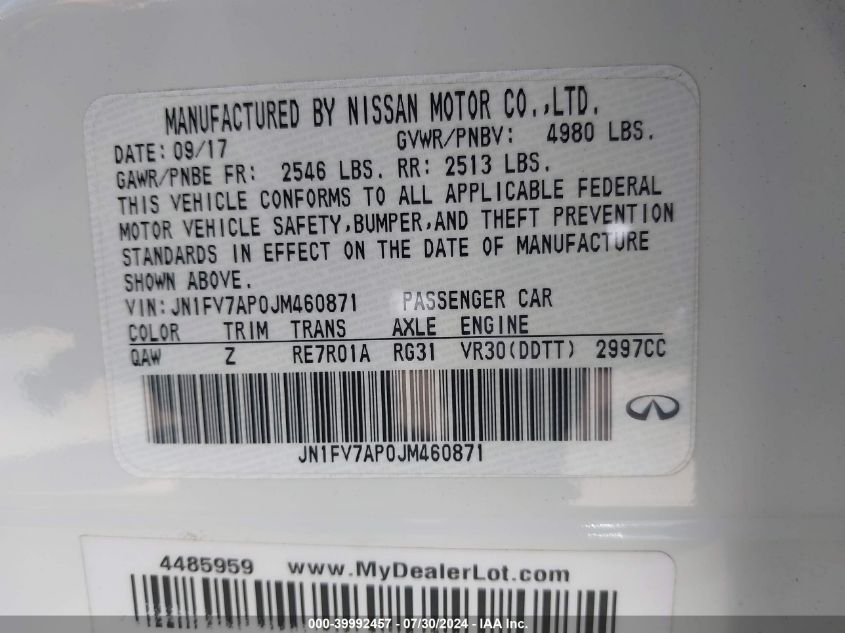 MANUFACTURED BY NISSAN MOTOR CO.,LTD.
DATE: 09/17 GVWR/PNBV: 4980 LBS.
GAWR/PNBE FR: 2546 LBS. RR: 2513 LBS.
THIS VEHICLE CONFORMS TO ALL APPLICABLE FEDERAL
MOTOR VEHICLE SAFETY,BUMPER,AND THEFT PREVENTION
STANDARDS IN EFFECT ON THE DATE OF MANUFACTURE
SHOWN ABOVE.
VIN: JN1FV7AP0JM460871 PASSENGER CAR
COLOR TRIM TRANS AXLE ENGINE
QAW Z RE7R01A RG31 VR30(DDTT) 2997CC
JN1FV7AP0JM460871
4485959 www.MyDealerLot.com
000-39992457 - 07/30/2024 - IAA Inc.